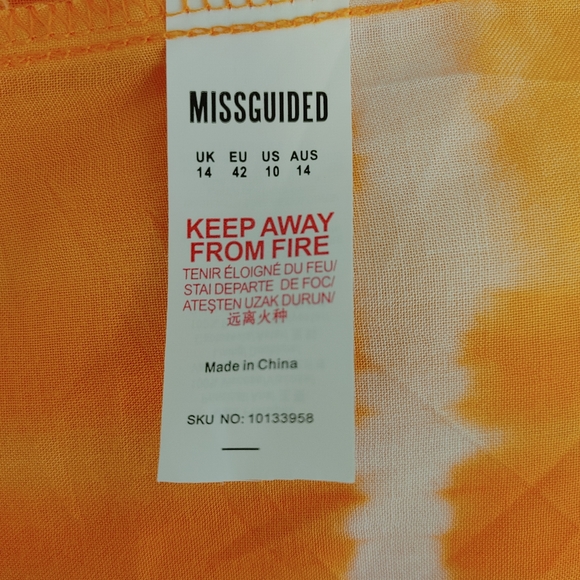 MISSGUIDED
UK EU US AUS
14 42 10 14
KEEP AWAY
FROM FIRE
TENIR ÉLOIGNÉ DU FEU/
STAI DEPARTE DE FOC/
ATEŞTEN UZAK DURUN/
远离火种
Made in China
SKU NO: 10133958